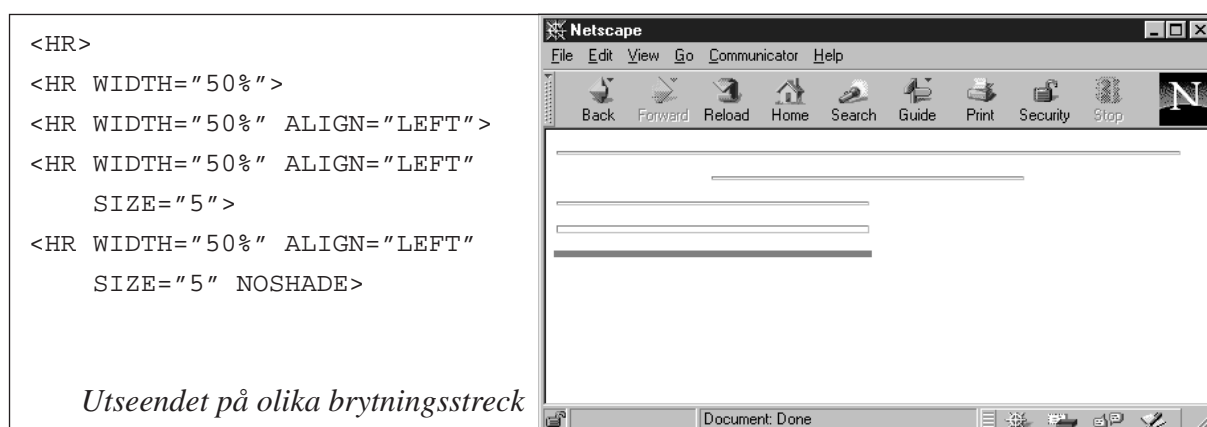 <HR>
<HR WIDTH="50%">
<HR WIDTH="50%" ALIGN="LEFT">
<HR WIDTH="50%" ALIGN="LEFT"
SIZE="5">
<HR WIDTH="50%" ALIGN="LEFT"
SIZE="5" NOSHADE>
Utseendet på olika brytningsstreck
Netscape
File Edit View Go Communicator Help
Back Forward Reload Home Search Guide Print Security Stop
N
Document: Done